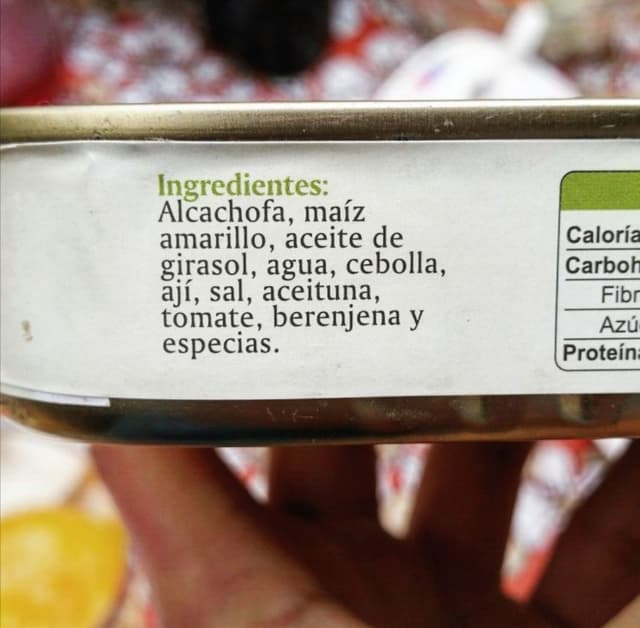 Ingredientes:
Alcachofa, maíz
amarillo, aceite de
girasol, agua, cebolla,
ají, sal, aceituna,
tomate, berenjena y
especias.
Caloría
Carboh
Fibr
Azú
Proteína